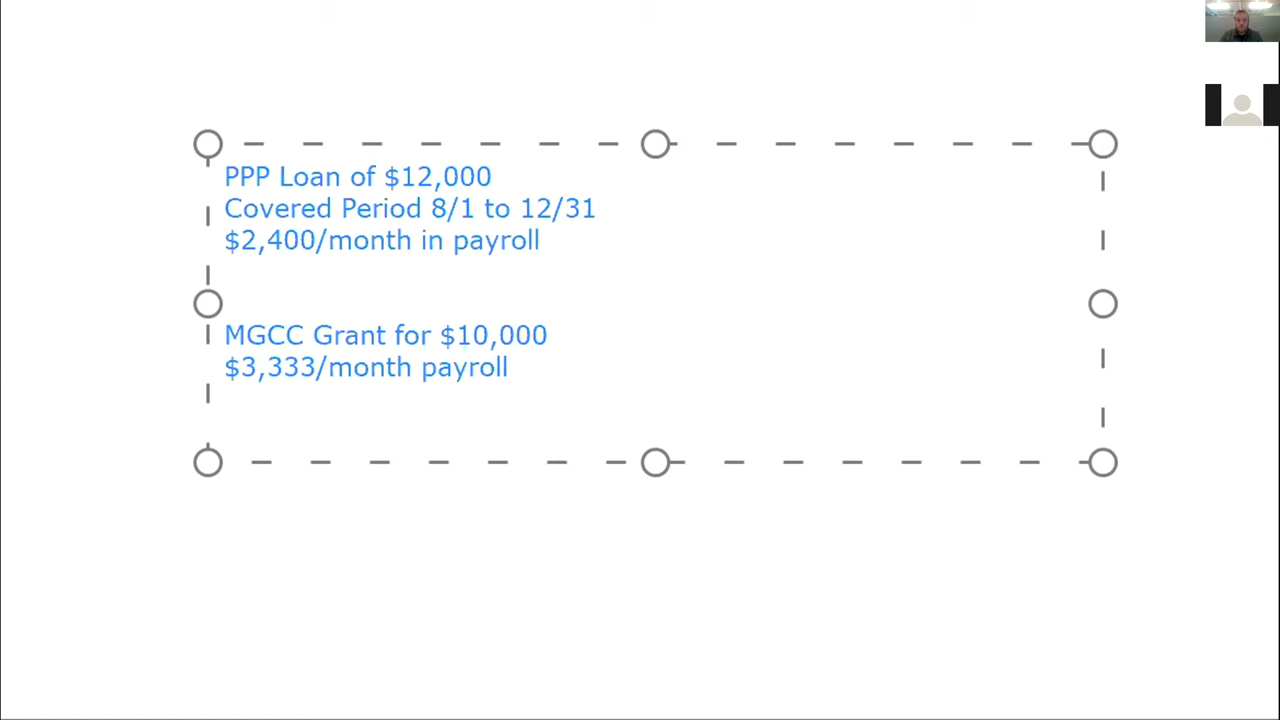 PPP Loan of $12,000
Covered Period 8/1 to 12/31
$2,400/month in payroll
MGCC Grant for $10,000
$3,333/month payroll